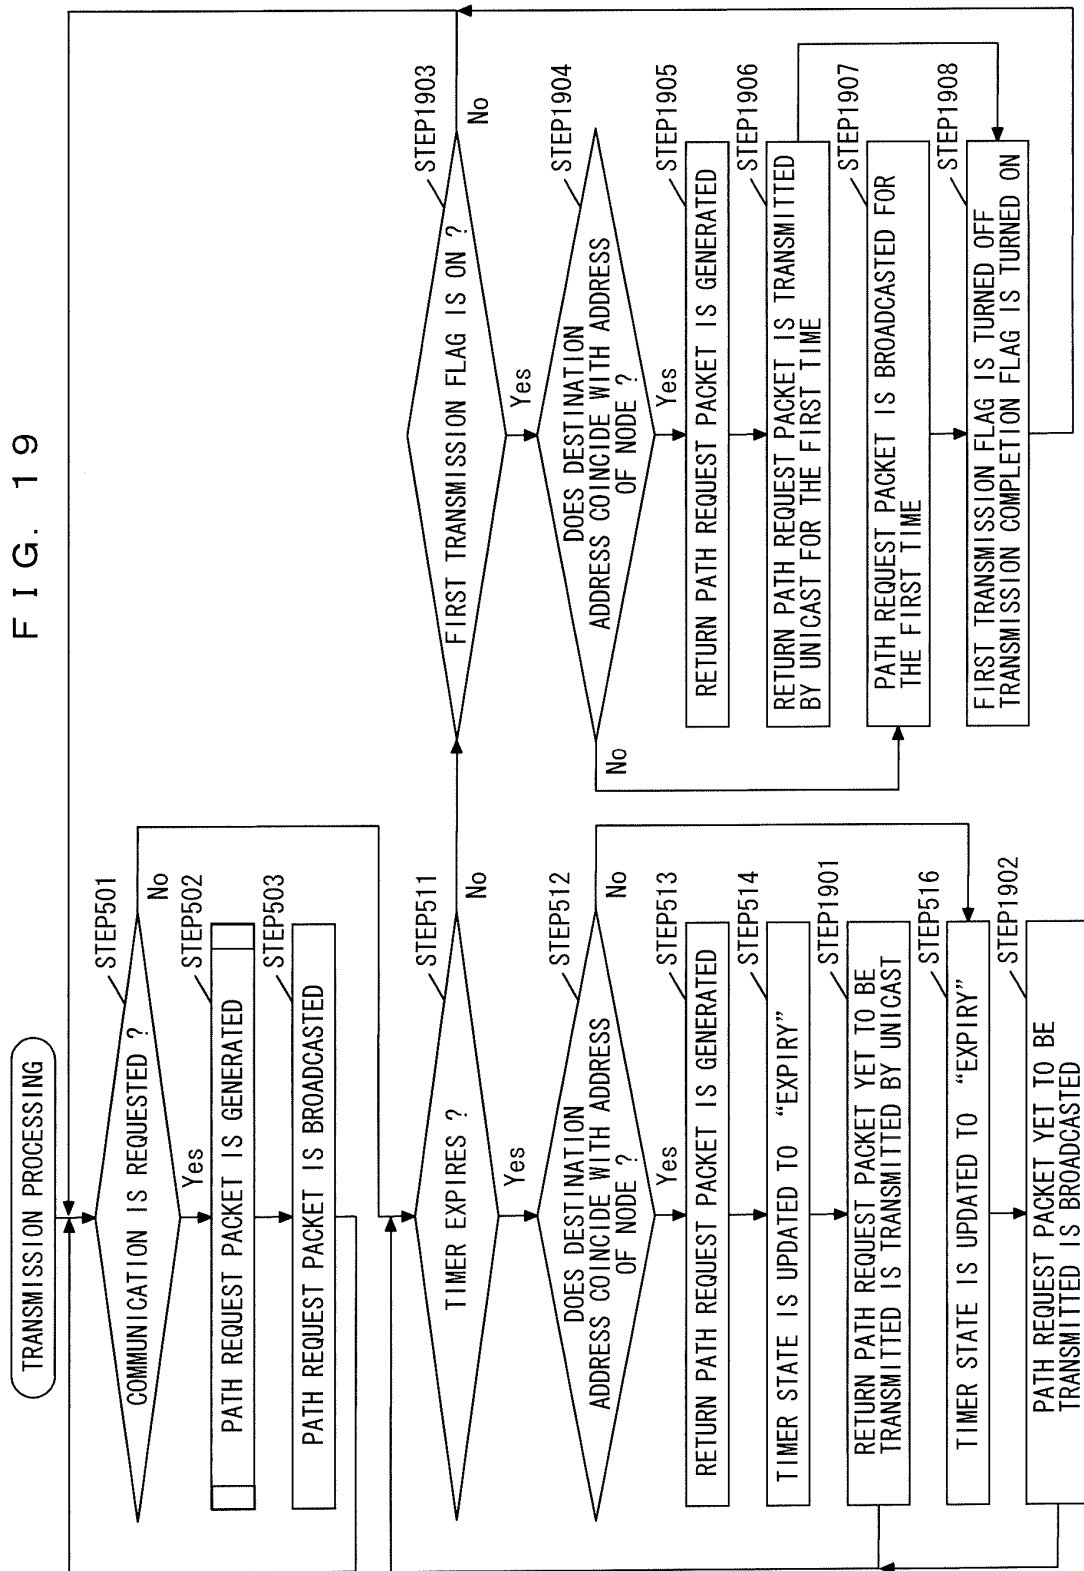 FIG. 19
TRANSMISSION PROCESSING
STEP501
COMMUNICATION IS REQUESTED ?
No
Yes
STEP502
PATH REQUEST PACKET IS GENERATED
STEP503
PATH REQUEST PACKET IS BROADCASTED
STEP511
TIMER EXPIRES ?
No
Yes
STEP512
DOES DESTINATION
ADDRESS COINCIDE WITH ADDRESS
OF NODE ?
No
Yes
STEP513
RETURN PATH REQUEST PACKET IS GENERATED
STEP514
TIMER STATE IS UPDATED TO "EXPIRY"
STEP1901
RETURN PATH REQUEST PACKET YET TO BE
TRANSMITTED IS TRANSMITTED BY UNICAST
STEP516
TIMER STATE IS UPDATED TO "EXPIRY"
STEP1902
PATH REQUEST PACKET YET TO BE
TRANSMITTED IS BROADCASTED
STEP1903
FIRST TRANSMISSION FLAG IS ON ?
No
Yes
STEP1904
DOES DESTINATION
ADDRESS COINCIDE WITH ADDRESS
OF NODE ?
No
Yes
STEP1905
RETURN PATH REQUEST PACKET IS GENERATED
STEP1906
RETURN PATH REQUEST PACKET IS TRANSMITTED
BY UNICAST FOR THE FIRST TIME
STEP1907
PATH REQUEST PACKET IS BROADCASTED FOR
THE FIRST TIME
STEP1908
FIRST TRANSMISSION FLAG IS TURNED OFF
TRANSMISSION COMPLETION FLAG IS TURNED ON